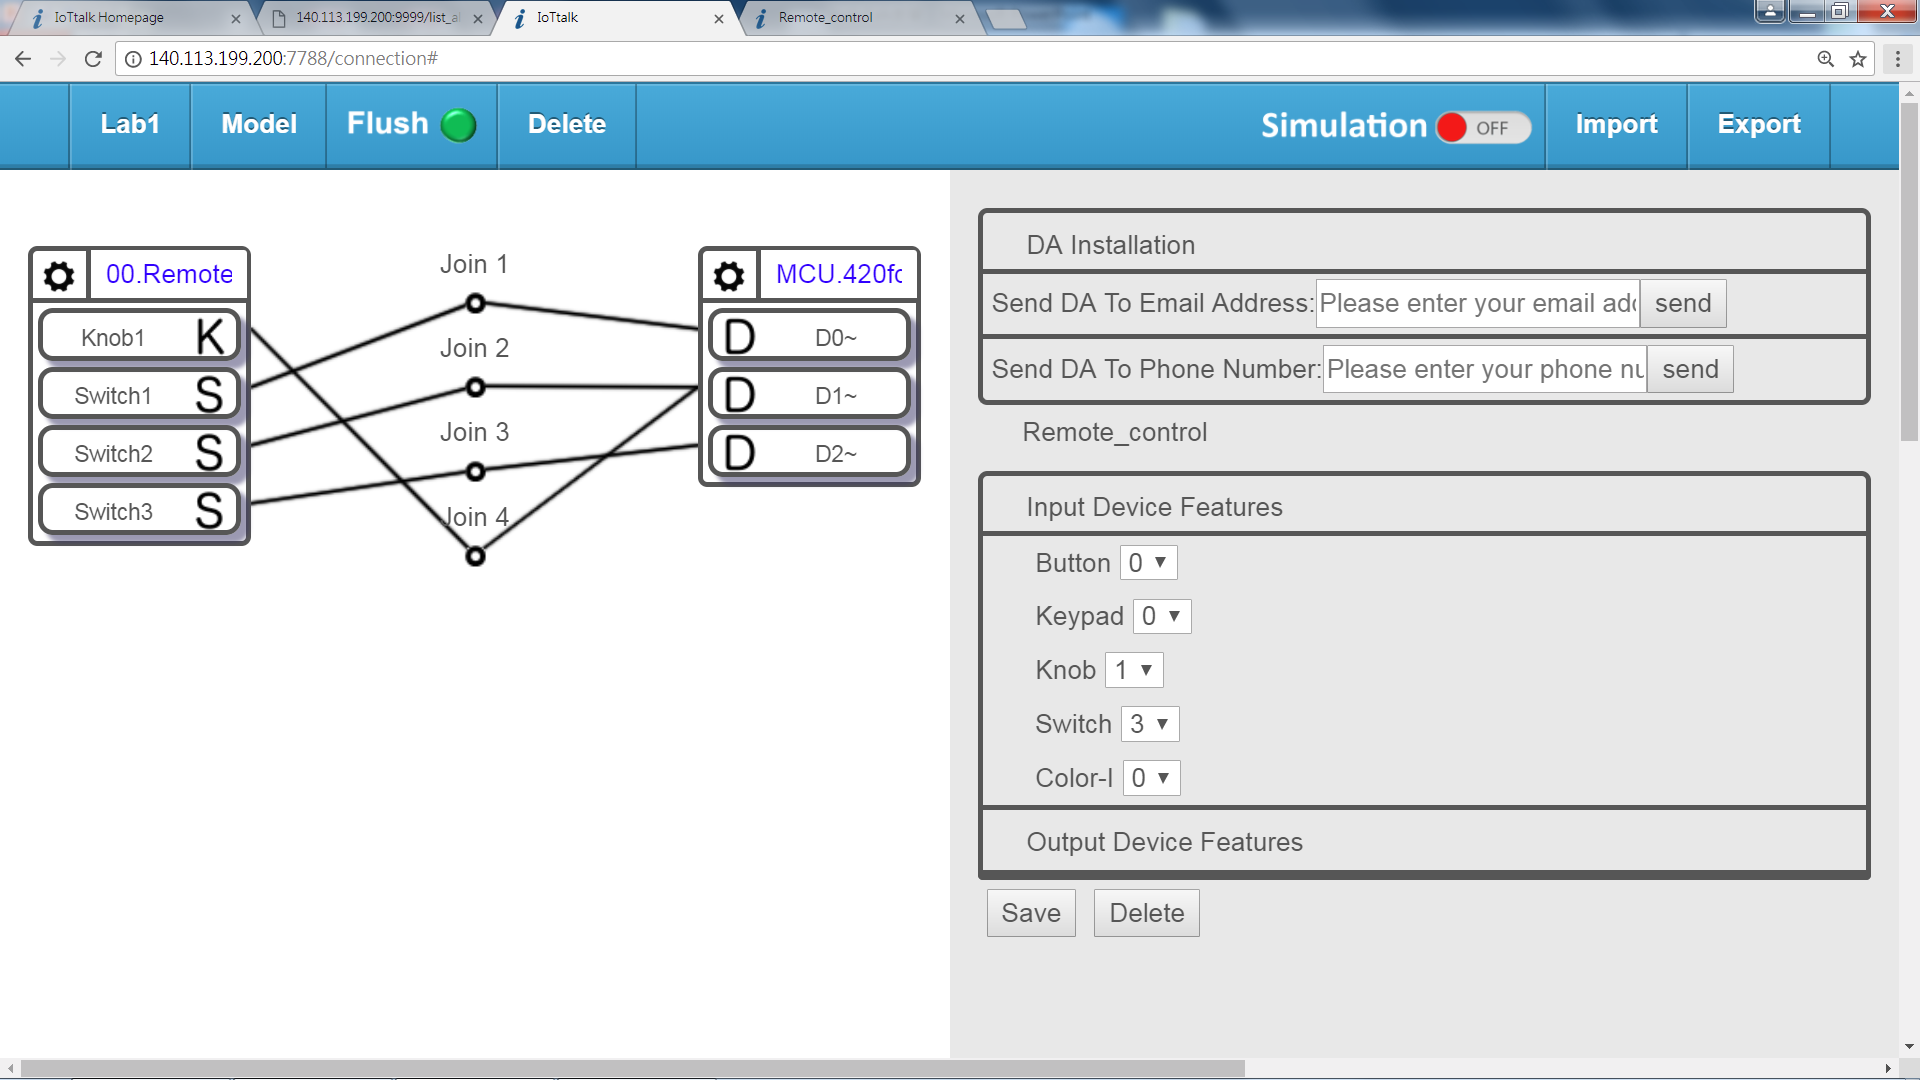 IoTtalk Homepage
140.113.199.200:9999/list_a
IoTtalk
Remote_control
140.113.199.200:7788/connection#
Lab1
Model
Flush
Delete
Simulation
OFF
Import
Export
00.Remote
Knob1 K
Switch1 S
Switch2 S
Switch3 S
Join 1
Join 2
Join 3
Join 4
MCU.420fc
D D0~
D D1~
D D2~
DA Installation
Send DA To Email Address: Please enter your email add send
Send DA To Phone Number: Please enter your phone nu send
Remote_control
Input Device Features
Button 0
Keypad 0
Knob 1
Switch 3
Color-I 0
Output Device Features
Save Delete